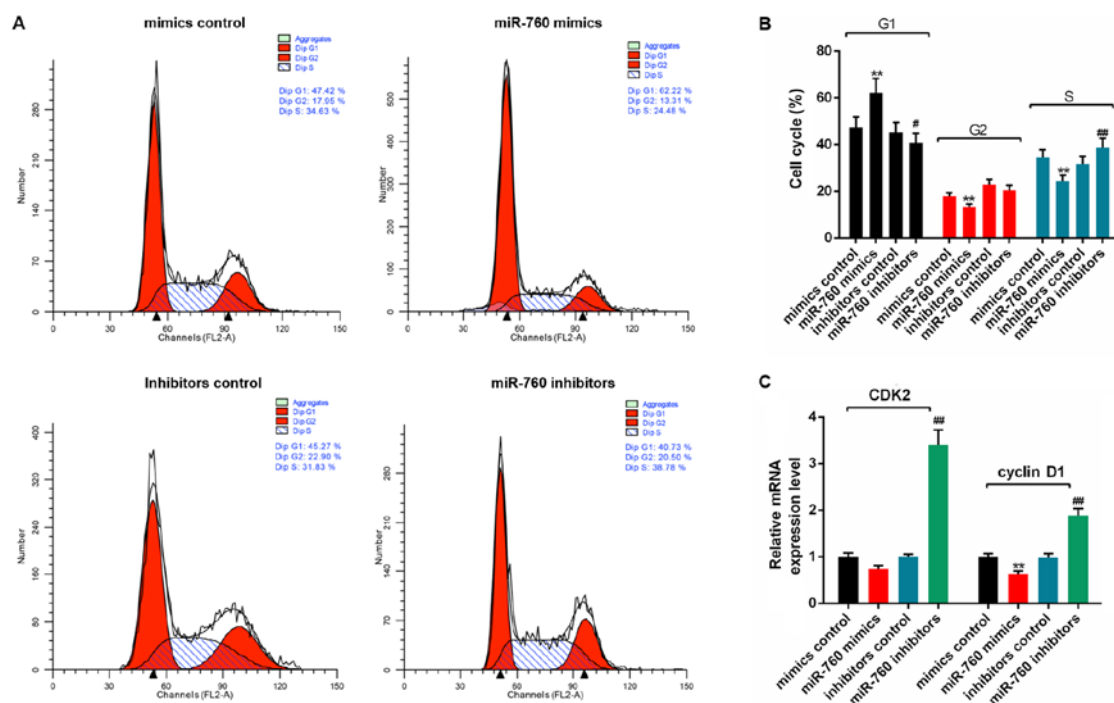 A
mimics control
Aggregates
Dip G1
Dip G2
Dip S
Dip G1: 47.42 %
Dip G2: 17.95 %
Dip S: 34.63 %
Number
280
210
140
70
0
0 30 60 90 120 150
Channels (FL2-A)
miR-760 mimics
Aggregates
Dip G1
Dip G2
Dip S
Dip G1: 62.22 %
Dip G2: 13.31 %
Dip S: 24.48 %
Number
500
400
300
200
100
0
0 30 60 90 120 150
Channels (FL2-A)
Inhibitors control
Aggregates
Dip G1
Dip G2
Dip S
Dip G1: 45.27 %
Dip G2: 22.90 %
Dip S: 31.83 %
Number
400
320
240
160
80
0
0 30 60 90 120 150
Channels (FL2-A)
miR-760 inhibitors
Aggregates
Dip G1
Dip G2
Dip S
Dip G1: 40.73 %
Dip G2: 20.50 %
Dip S: 38.78 %
Number
280
210
140
70
0
0 30 60 90 120 150
Channels (FL2-A)
B
G1
G2
S
Cell cycle (%)
80
60
40
20
0
** # ** ** ##
mimics control
miR-760 mimics
inhibitors control
miR-760 inhibitors
mimics control
miR-760 mimics
inhibitors control
miR-760 inhibitors
mimics control
miR-760 mimics
inhibitors control
miR-760 inhibitors
C
CDK2
cyclin D1
Relative mRNA
expression level
4
3
2
1
0
## ** ##
mimics control
miR-760 mimics
inhibitors control
miR-760 inhibitors
mimics control
miR-760 mimics
inhibitors control
miR-760 inhibitors